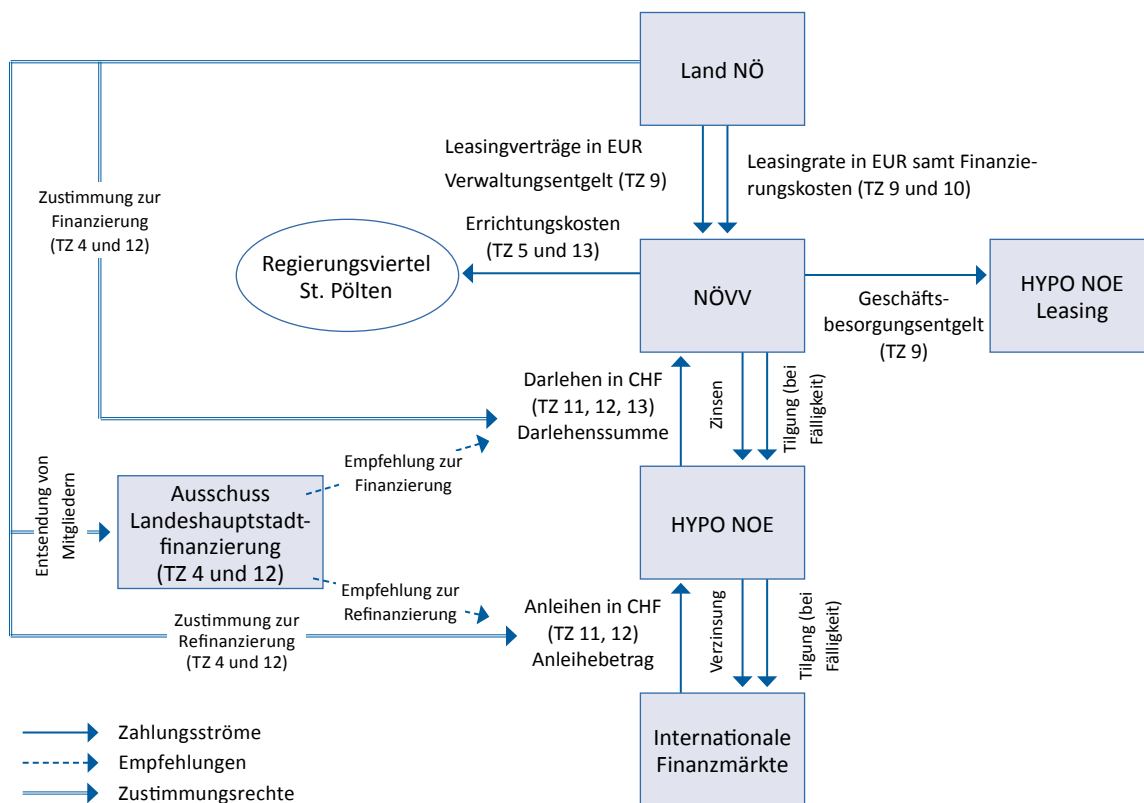 Land NÖ
Leasingverträge in EUR
Verwaltungsentgelt (TZ 9)
Leasingrate in EUR samt Finanzie-
rungskosten (TZ 9 und 10)
Zustimmung zur
Finanzierung
(TZ 4 und 12)
Errichtungskosten
(TZ 5 und 13)
Regierungsviertel
St. Pölten
NÖVV
Geschäfts-
besorgungsentgelt
(TZ 9)
HYPO NOE
Leasing
Darlehen in CHF
(TZ 11, 12, 13)
Darlehenssumme
Zinsen
Tilgung (bei
Fälligkeit)
Empfehlung zur
Finanzierung
Entsendung von
Mitgliedern
Ausschuss
Landeshauptstadt-
finanzierung
(TZ 4 und 12)
HYPO NOE
Empfehlung zur
Refinanzierung
Zustimmung zur
Refinanzierung
(TZ 4 und 12)
Anleihen in CHF
(TZ 11, 12)
Anleihebetrag
Verzinsung
Tilgung (bei
Fälligkeit)
Internationale
Finanzmärkte
Zahlungsströme
Empfehlungen
Zustimmungsrechte